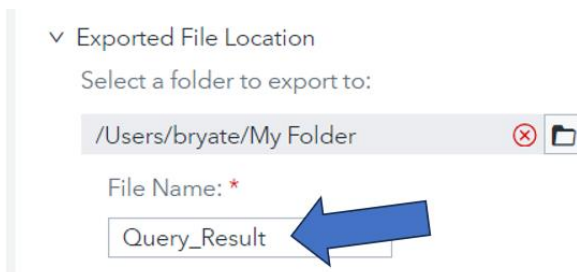 Exported File Location
Select a folder to export to:
/Users/bryate/My Folder
File Name: *
Query_Result